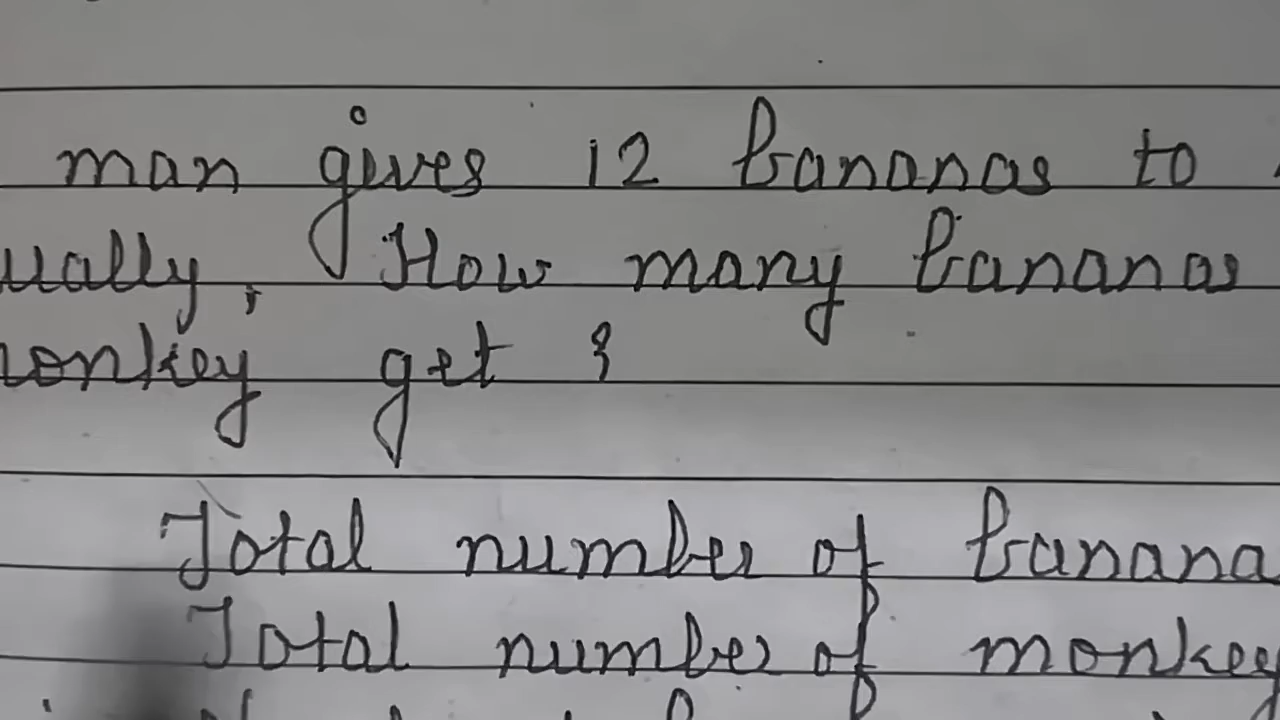 man gives 12 bananas to
ually, How many bananas
onkey get ?
Total number of banana
Total number of monkey